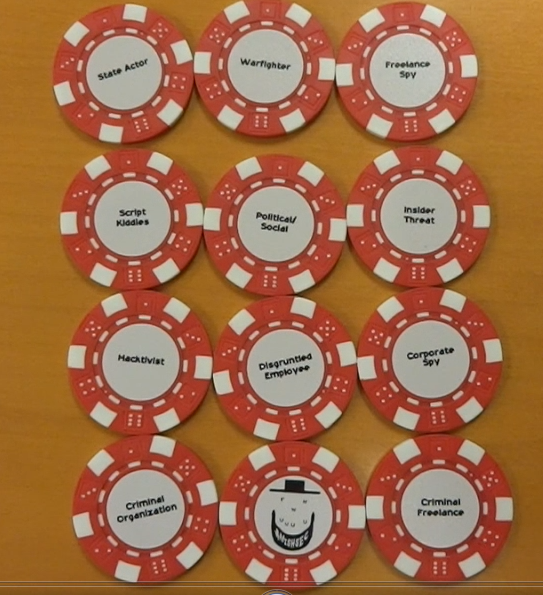 State Actor
Warfighter
Freelance
Spy
Script
Kiddies
Political/
Social
Insider
Threat
Hacktivist
Disgruntled
Employee
Corporate
Spy
Criminal
Organization
AMISHSEC
Criminal
Freelance